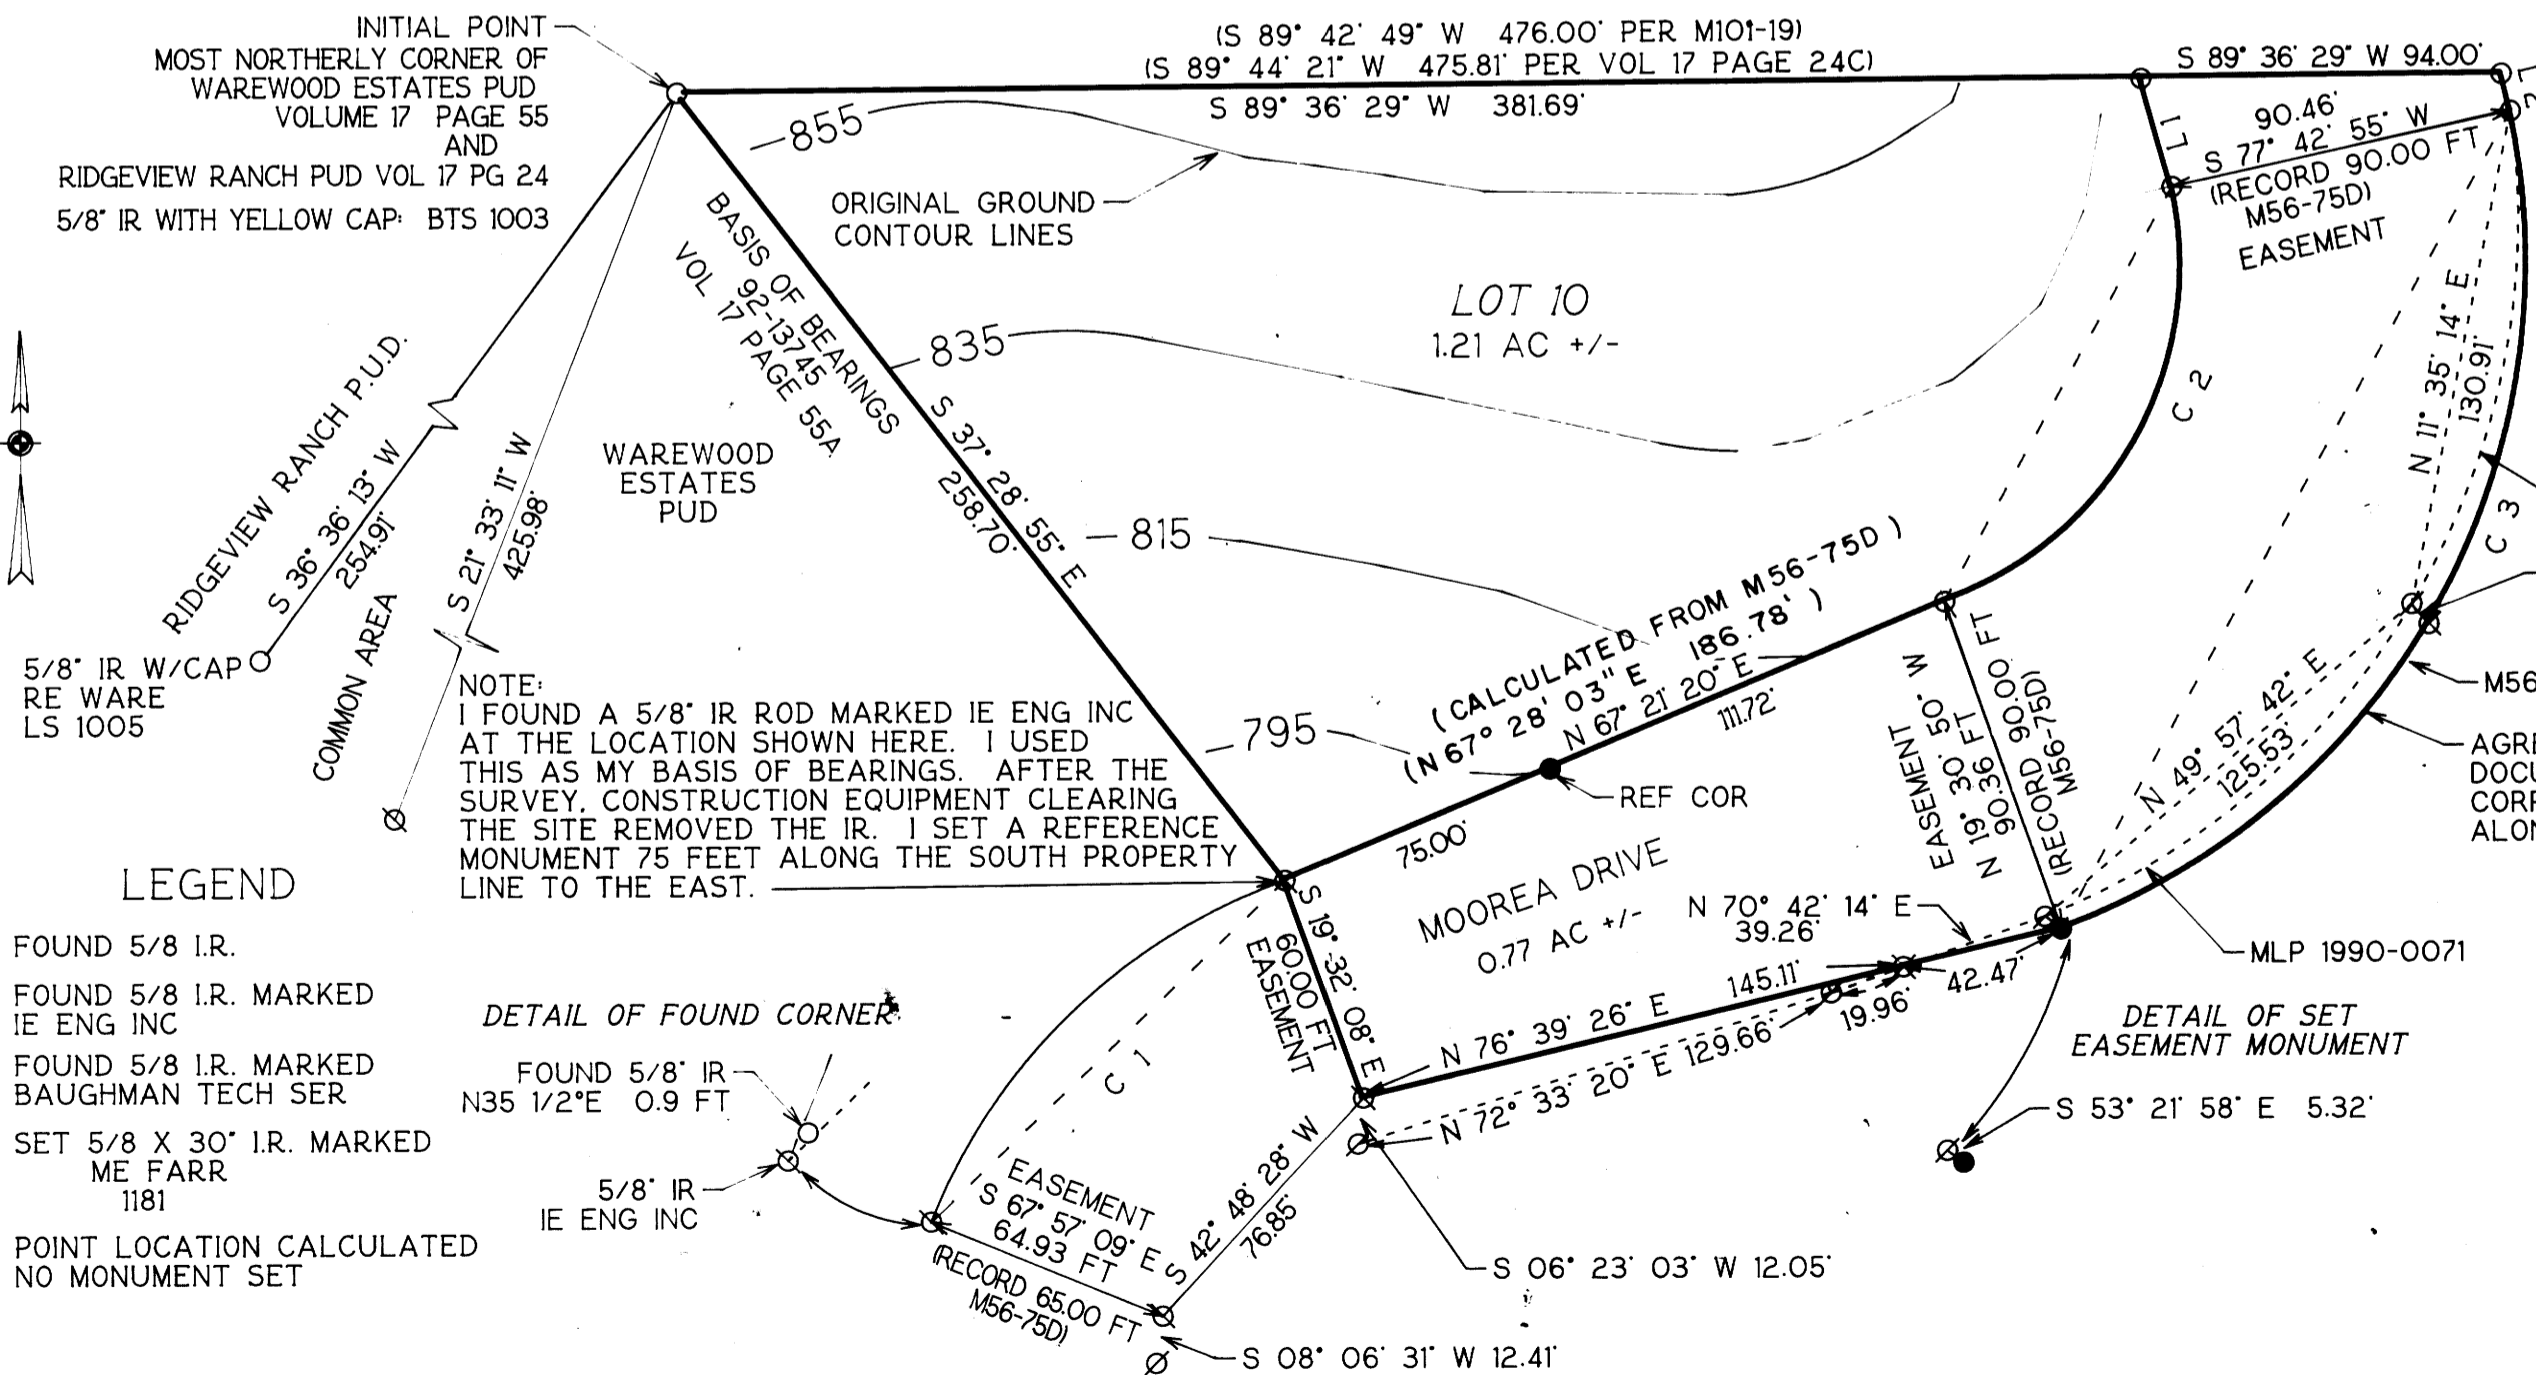 INITIAL POINT
MOST NORTHERLY CORNER OF
WAREWOOD ESTATES PUD
VOLUME 17 PAGE 55
AND
RIDGEVIEW RANCH PUD VOL 17 PG 24
5/8" IR WITH YELLOW CAP: BTS 1003
(S 89° 42' 49" W 476.00' PER M101-19)
(S 89° 44' 21" W 475.81' PER VOL 17 PAGE 24C)
S 89° 36' 29" W 381.69'
S 89° 36' 29" W 94.00'
L1
90.46'
S 77° 42' 55" W
(RECORD 90.00 FT
M56-75D)
EASEMENT
855
ORIGINAL GROUND
CONTOUR LINES
BASIS OF BEARINGS
92-13745
VOL 17 PAGE 55A
LOT 10
1.21 AC +/-
835
S 37° 28' 55" E
258.70'
815
795
C 2
N 11° 35' 14" E
130.91'
C 3
RIDGEVIEW RANCH P.U.D.
S 36° 36' 13" W
254.91'
S 21° 33' 11" W
425.98'
COMMON AREA
WAREWOOD
ESTATES
PUD
5/8" IR W/CAP
RE WARE
LS 1005
NOTE:
I FOUND A 5/8" IR ROD MARKED IE ENG INC
AT THE LOCATION SHOWN HERE. I USED
THIS AS MY BASIS OF BEARINGS. AFTER THE
SURVEY, CONSTRUCTION EQUIPMENT CLEARING
THE SITE REMOVED THE IR. I SET A REFERENCE
MONUMENT 75 FEET ALONG THE SOUTH PROPERTY
LINE TO THE EAST.
(CALCULATED FROM M56-75D)
(N 67° 28' 03" E 186.78')
N 67° 21' 20" E
111.72'
REF COR
75.00'
EASEMENT
N 19° 30' 50" W
90.36 FT
(RECORD 90.00 FT
M56-75D)
N 49° 57' 42" E
125.53'
M56
AGRE
DOCU
CORR
ALON
MOOREA DRIVE
0.77 AC +/-
N 70° 42' 14" E
39.26'
MLP 1990-0071
S 19° 32' 08" E
60.00 FT
EASEMENT
145.11'
42.47'
19.96'
N 76° 39' 26" E
N 72° 33' 20" E 129.66'
DETAIL OF SET
EASEMENT MONUMENT
S 53° 21' 58" E 5.32'
LEGEND
FOUND 5/8 I.R.
FOUND 5/8 I.R. MARKED
IE ENG INC
FOUND 5/8 I.R. MARKED
BAUGHMAN TECH SER
SET 5/8 X 30" I.R. MARKED
ME FARR
1181
POINT LOCATION CALCULATED
NO MONUMENT SET
DETAIL OF FOUND CORNER
FOUND 5/8" IR
N35 1/2°E 0.9 FT
5/8" IR
IE ENG INC
C 1
EASEMENT
S 67° 57' 09" E
64.93 FT
(RECORD 65.00 FT
M56-75D)
S 42° 48' 28" W
76.85'
S 06° 23' 03" W 12.05'
S 08° 06' 31" W 12.41'